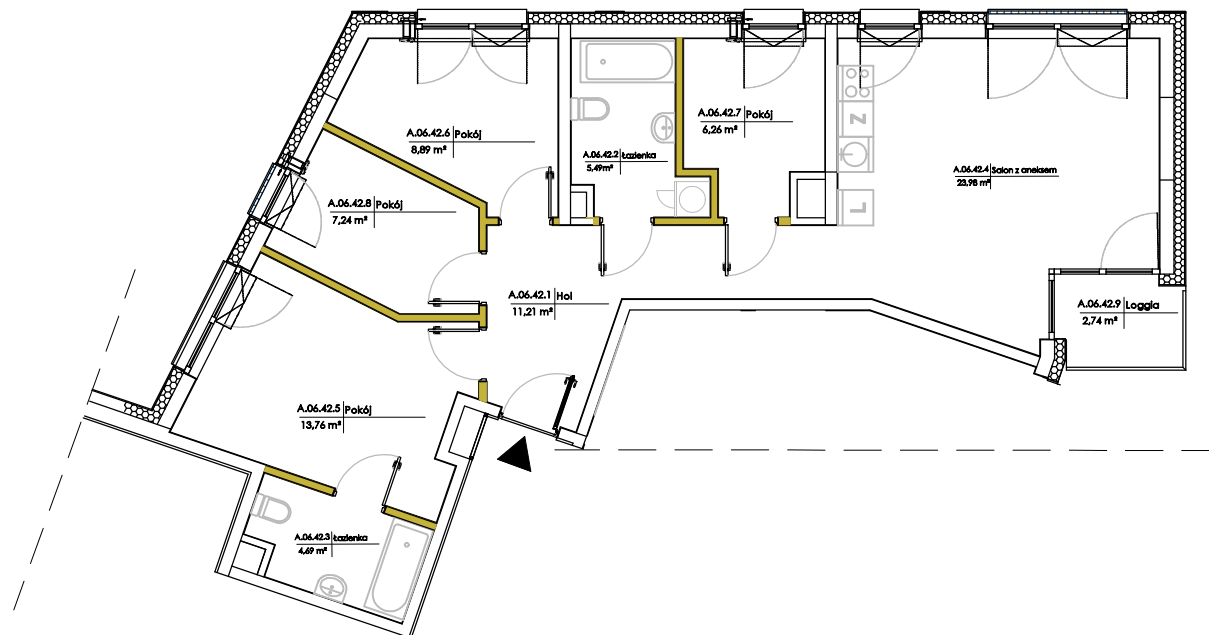 A.06.42.6 Pokój
8,89 m²
A.06.42.7 Pokój
6,26 m²
A.06.42.2 Łazienka
5,49m²
Z
A.06.42.4 Salon z aneksem
23,98 m²
A.06.42.8 Pokój
7,24 m²
L
A.06.42.1 Hol
11,21 m²
A.06.42.9 Loggia
2,74 m²
A.06.42.5 Pokój
13,76 m²
A.06.42.3 Łazienka
4,69 m²